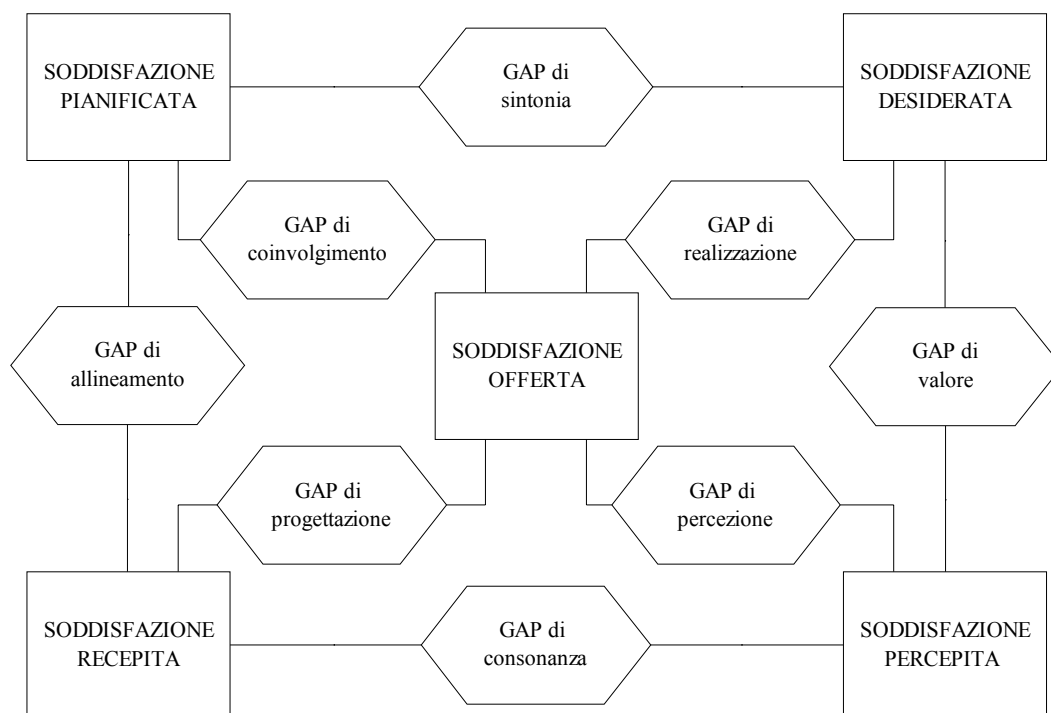 SODDISFAZIONE
PIANIFICATA
GAP di
sintonia
SODDISFAZIONE
DESIDERATA
GAP di
coinvolgimento
GAP di
realizzazione
GAP di
allineamento
SODDISFAZIONE
OFFERTA
GAP di
valore
GAP di
progettazione
GAP di
percezione
SODDISFAZIONE
RECEPITA
GAP di
consonanza
SODDISFAZIONE
PERCEPITA